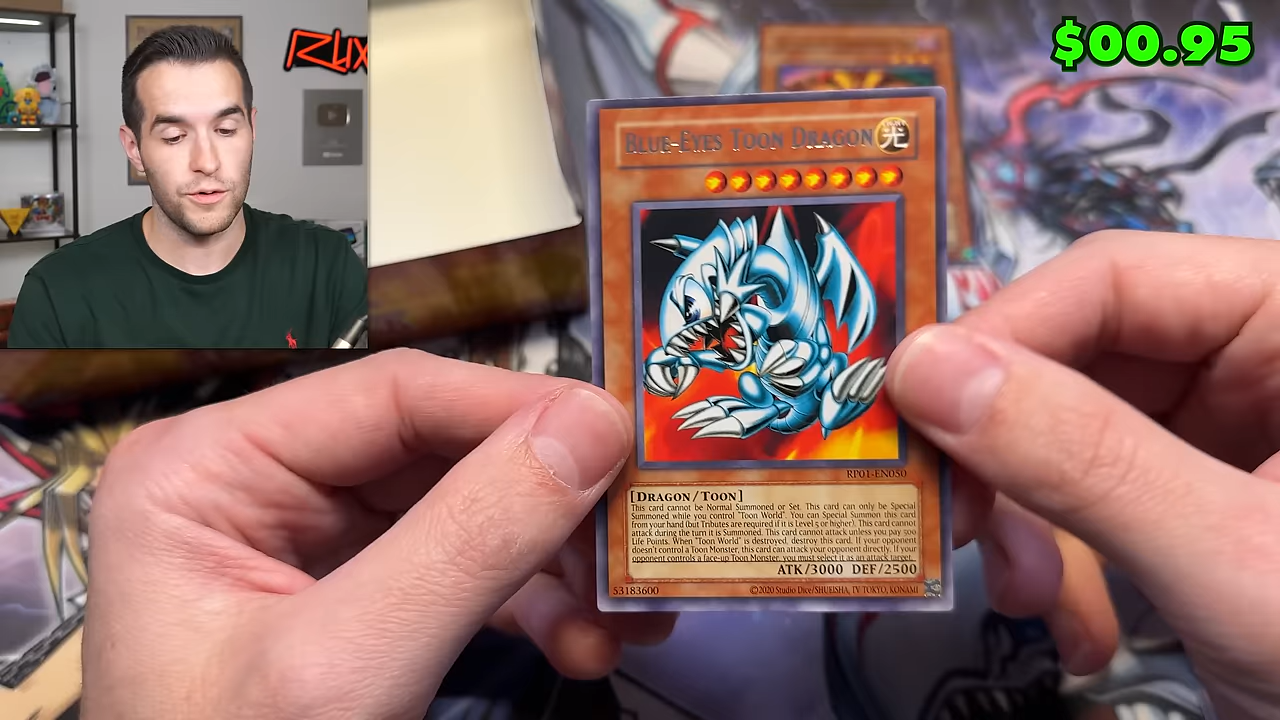 RUX
$00.95
BLUE-EYES TOON DRAGON
光
RP01-EN050
[DRAGON/TOON]
This card cannot be Normal Summoned or Set. This card can only be Special
Summoned while you control "Toon World". You can Special Summon this card
from your hand (but Tributes are required if it is Level 5 or higher). This card cannot
attack during the turn it is Summoned. This card cannot attack unless you pay 500
Life Points. When "Toon World" is destroyed, destroy this card. If your opponent
doesn't control a Toon Monster, this card can attack your opponent directly. If your
opponent controls a face-up Toon Monster, you must select it as an attack target.
ATK/3000 DEF/2500
53183600
©2020 Studio Dice/SHUEISHA, TV TOKYO, KONAMI